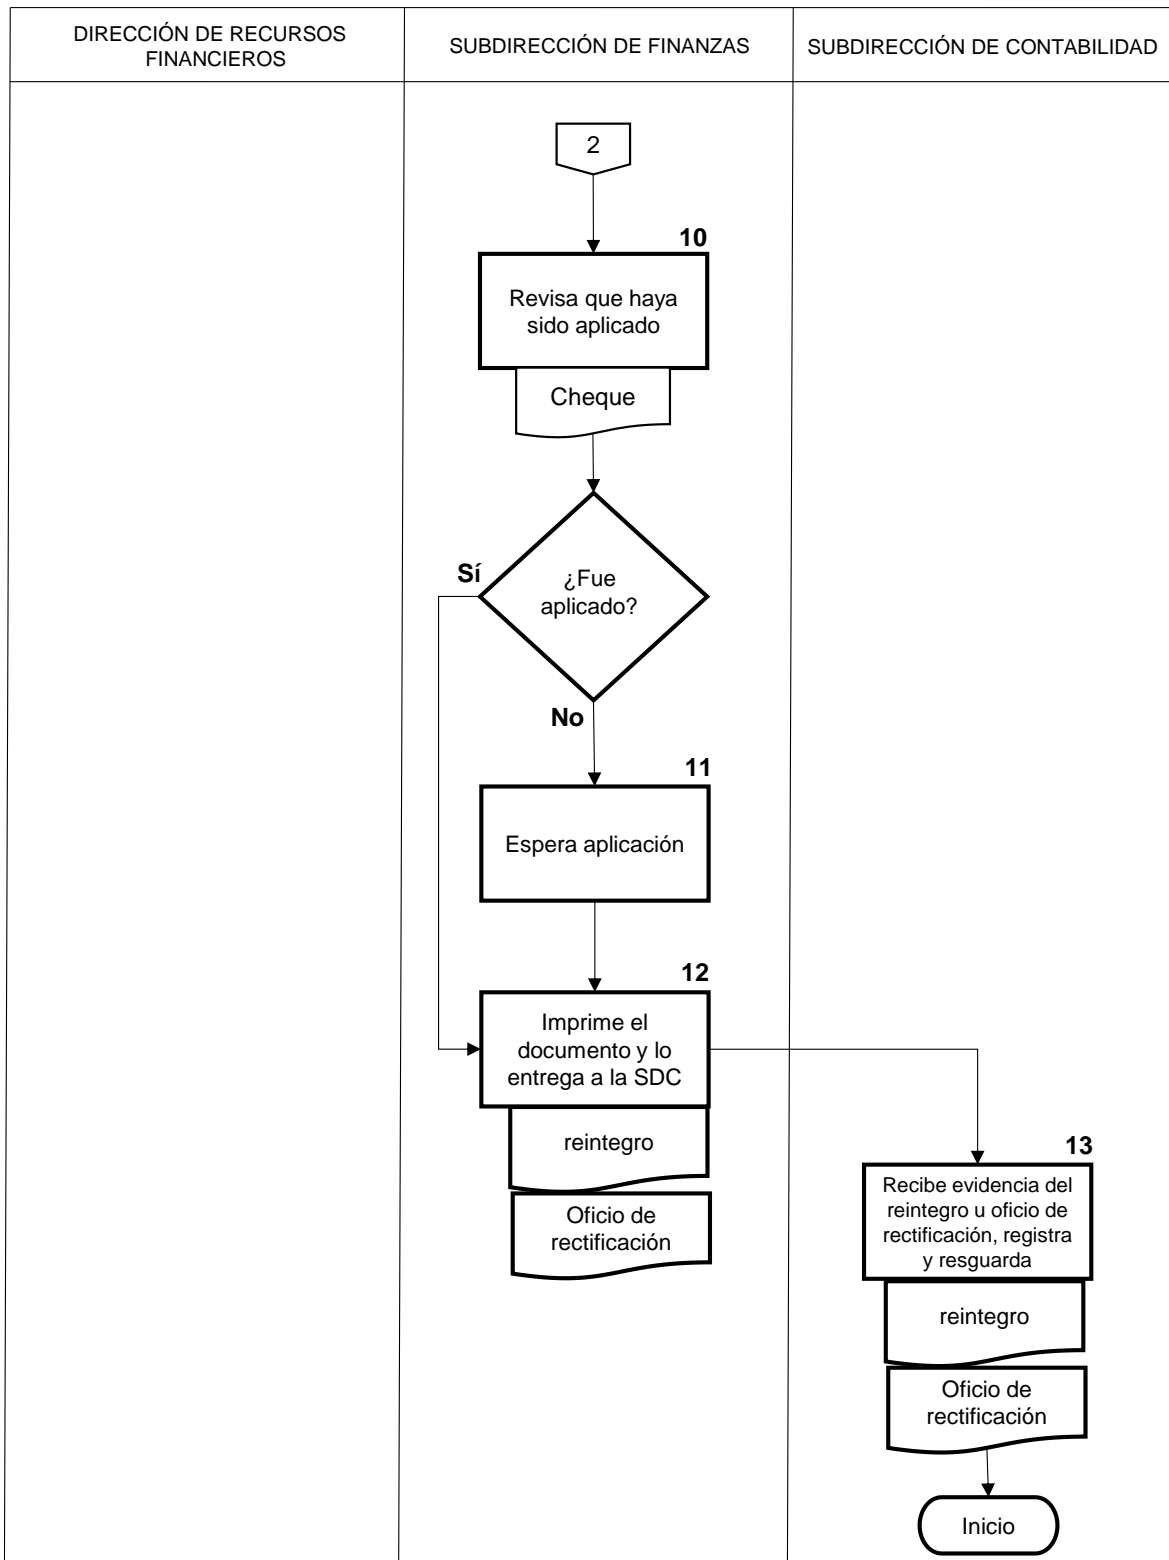 DIRECCIÓN DE RECURSOS
FINANCIEROS
SUBDIRECCIÓN DE FINANZAS
SUBDIRECCIÓN DE CONTABILIDAD
2
10
Revisa que haya
sido aplicado
Cheque
Sí
¿Fue
aplicado?
No
11
Espera aplicación
12
Imprime el
documento y lo
entrega a la SDC
reintegro
Oficio de
rectificación
13
Recibe evidencia del
reintegro u oficio de
rectificación, registra
y resguarda
reintegro
Oficio de
rectificación
Inicio